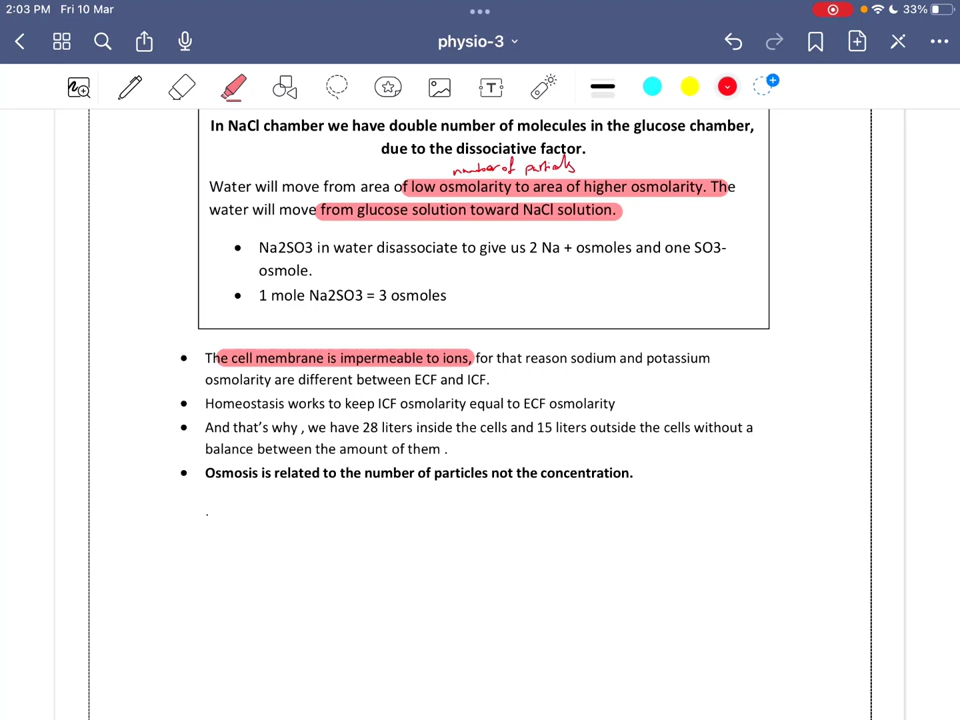 2:03 PM Fri 10 Mar
33%
physio-3
T
In NaCl chamber we have double number of molecules in the glucose chamber,
due to the dissociative factor.
number of particals
Water will move from area of low osmolarity to area of higher osmolarity. The
water will move from glucose solution toward NaCl solution.
• Na2SO3 in water disassociate to give us 2 Na + osmoles and one SO3-
osmole.
• 1 mole Na2SO3 = 3 osmoles
• The cell membrane is impermeable to ions, for that reason sodium and potassium
osmolarity are different between ECF and ICF.
• Homeostasis works to keep ICF osmolarity equal to ECF osmolarity
• And that's why , we have 28 liters inside the cells and 15 liters outside the cells without a
balance between the amount of them .
• Osmosis is related to the number of particles not the concentration.
.